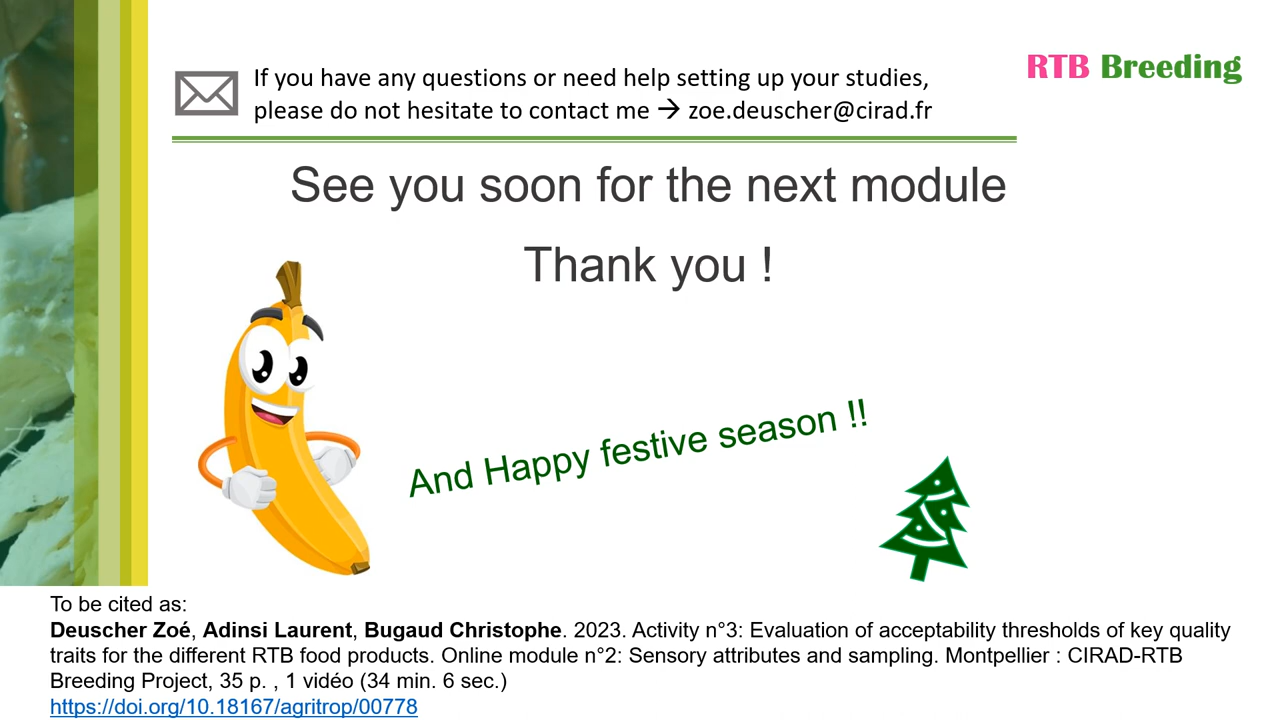 RTB Breeding
If you have any questions or need help setting up your studies,
please do not hesitate to contact me → zoe.deuscher@cirad.fr
See you soon for the next module
Thank you !
And Happy festive season !!
To be cited as:
Deuscher Zoé, Adinsi Laurent, Bugaud Christophe. 2023. Activity n°3: Evaluation of acceptability thresholds of key quality
traits for the different RTB food products. Online module n°2: Sensory attributes and sampling. Montpellier : CIRAD-RTB
Breeding Project, 35 p. , 1 vidéo (34 min. 6 sec.)
https://doi.org/10.18167/agritrop/00778